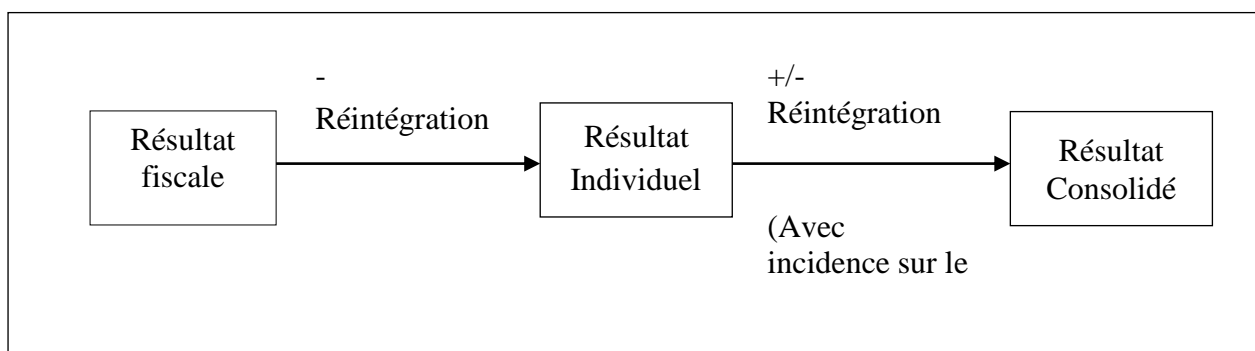 Résultat
fiscale
-
Réintégration
Résultat
Individuel
+/-
Réintégration
(Avec
incidence sur le
Résultat
Consolidé